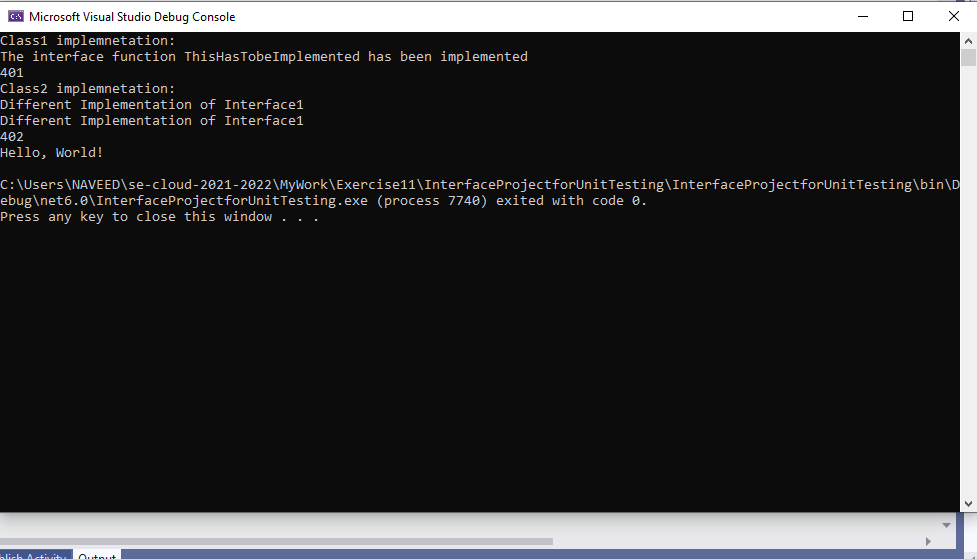 Microsoft Visual Studio Debug Console
Class1 implemnetation:
The interface function ThisHasTobeImplemented has been implemented
401
Class2 implemnetation:
Different Implementation of Interface1
Different Implementation of Interface1
402
Hello, World!
C:\Users\NAVEED\se-cloud-2021-2022\MyWork\Exercise11\InterfaceProjectforUnitTesting\InterfaceProjectforUnitTesting\bin\D
ebug\net6.0\InterfaceProjectforUnitTesting.exe (process 7740) exited with code 0.
Press any key to close this window . . .
blish Activity Output